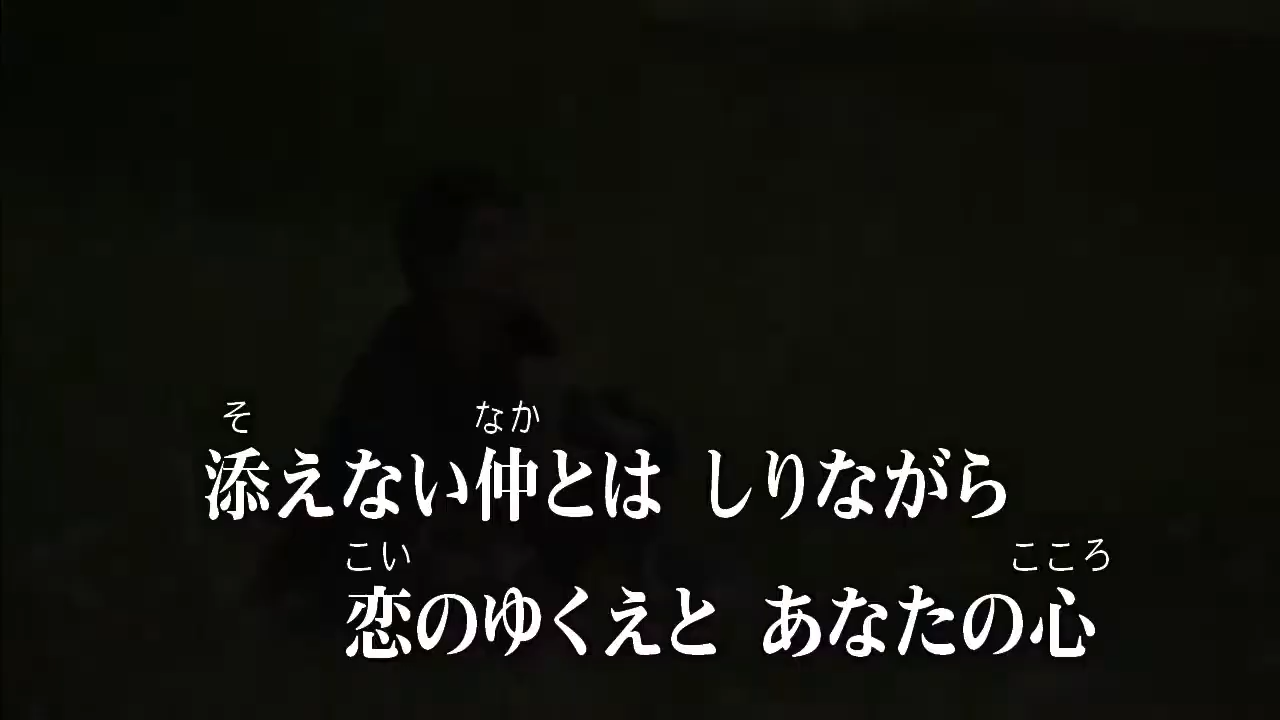 そ なか
添えない仲とは しりながら
こい こころ
恋のゆくえと あなたの心